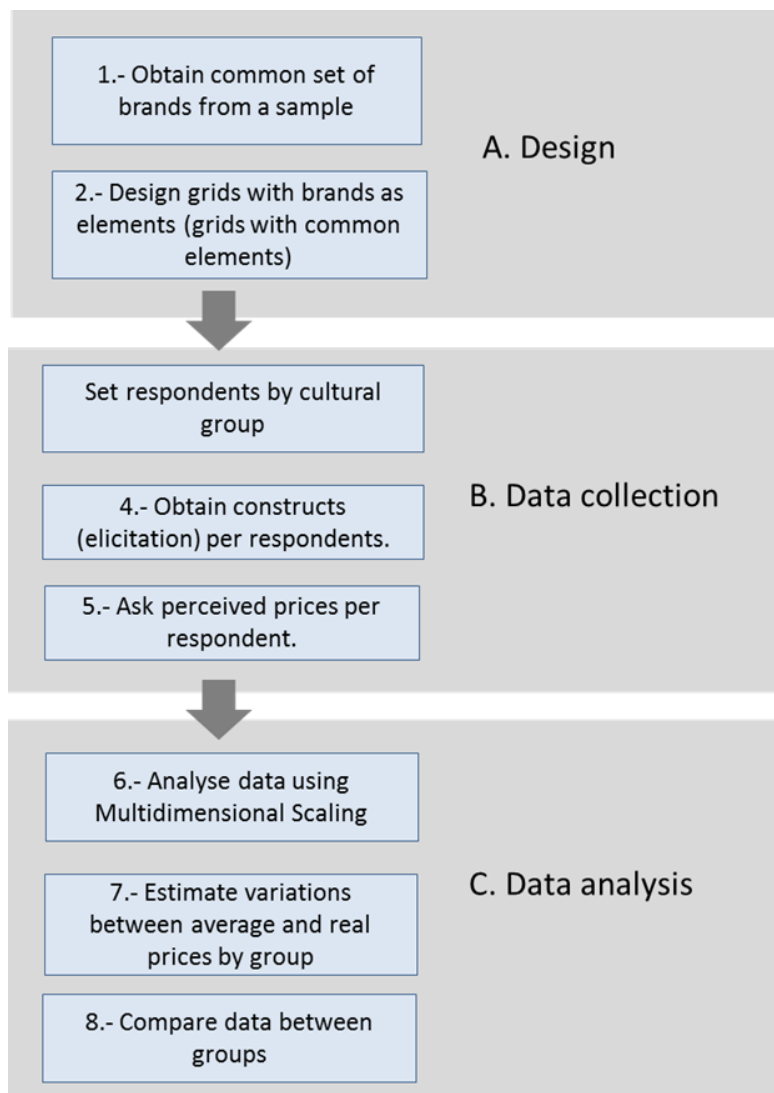 1.- Obtain common set of
brands from a sample
A. Design
2.- Design grids with brands as
elements (grids with common
elements)
Set respondents by cultural
group
B. Data collection
4.- Obtain constructs
(elicitation) per respondents.
5.- Ask perceived prices per
respondent.
6.- Analyse data using
Multidimensional Scaling
C. Data analysis
7.- Estimate variations
between average and real
prices by group
8.- Compare data between
groups